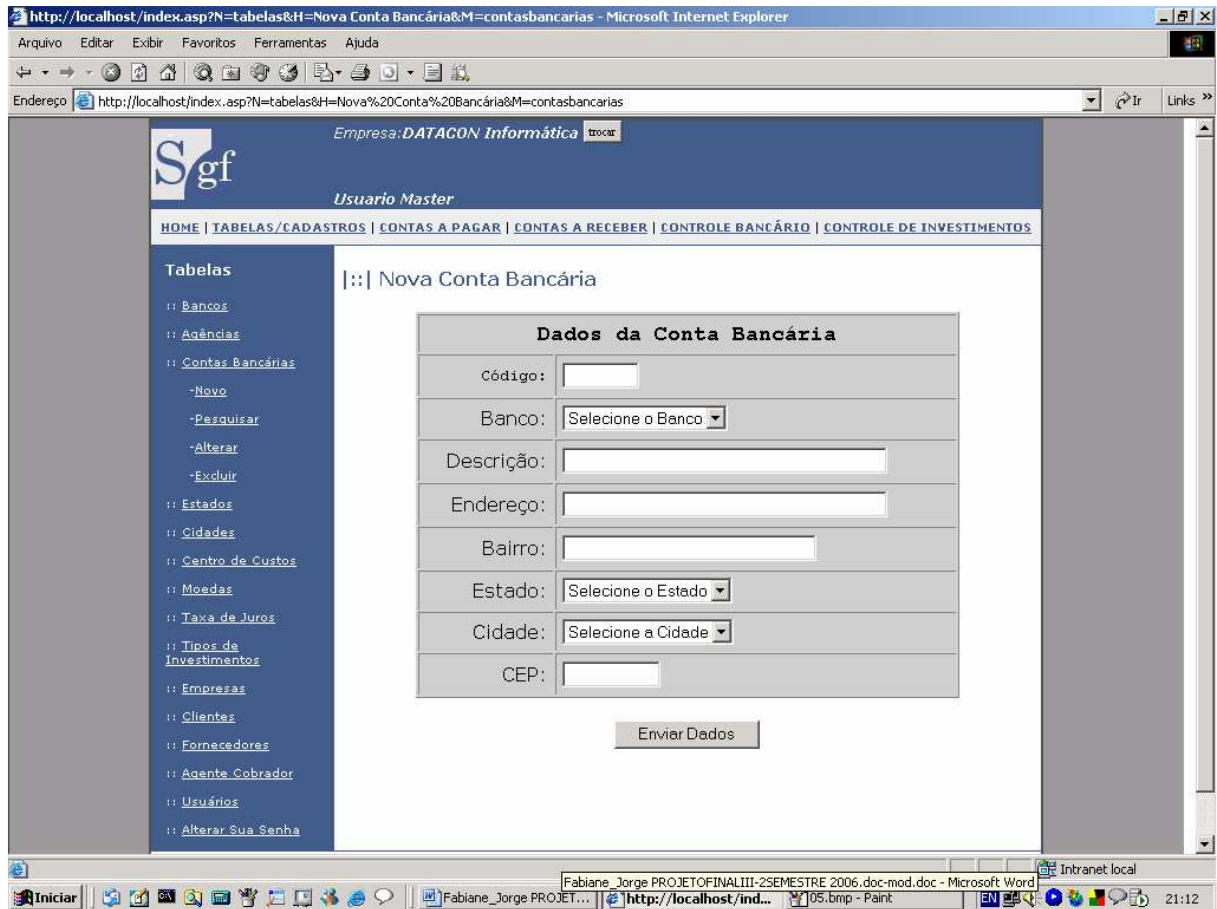 http://localhost/index.asp?N=tabelas&H=Nova Conta Bancária&M=contasbancarias - Microsoft Internet Explorer
Arquivo Editar Exibir Favoritos Ferramentas Ajuda
Endereço http://localhost/index.asp?N=tabelas&H=Nova%20Conta%20Bancária&M=contasbancarias Ir Links »
Empresa:DATACON Informática trocar
Sgf
Usuario Master
HOME | TABELAS/CADASTROS | CONTAS A PAGAR | CONTAS A RECEBER | CONTROLE BANCÁRIO | CONTROLE DE INVESTIMENTOS
Tabelas
:: Bancos
:: Agências
:: Contas Bancárias
-Novo
-Pesquisar
-Alterar
-Excluir
:: Estados
:: Cidades
:: Centro de Custos
:: Moedas
:: Taxa de Juros
:: Tipos de
Investimentos
:: Empresas
:: Clientes
:: Fornecedores
:: Agente Cobrador
:: Usuários
:: Alterar Sua Senha
|::| Nova Conta Bancária
Dados da Conta Bancária
Código:
Banco: Selecione o Banco
Descrição:
Endereço:
Bairro:
Estado: Selecione o Estado
Cidade: Selecione a Cidade
CEP:
Enviar Dados
Intranet local
Fabiane_Jorge PROJETOFINALIII-2SEMESTRE 2006.doc-mod.doc - Microsoft Word
Iniciar Fabiane_Jorge PROJET... http://localhost/ind... 05.bmp - Paint EN 21:12